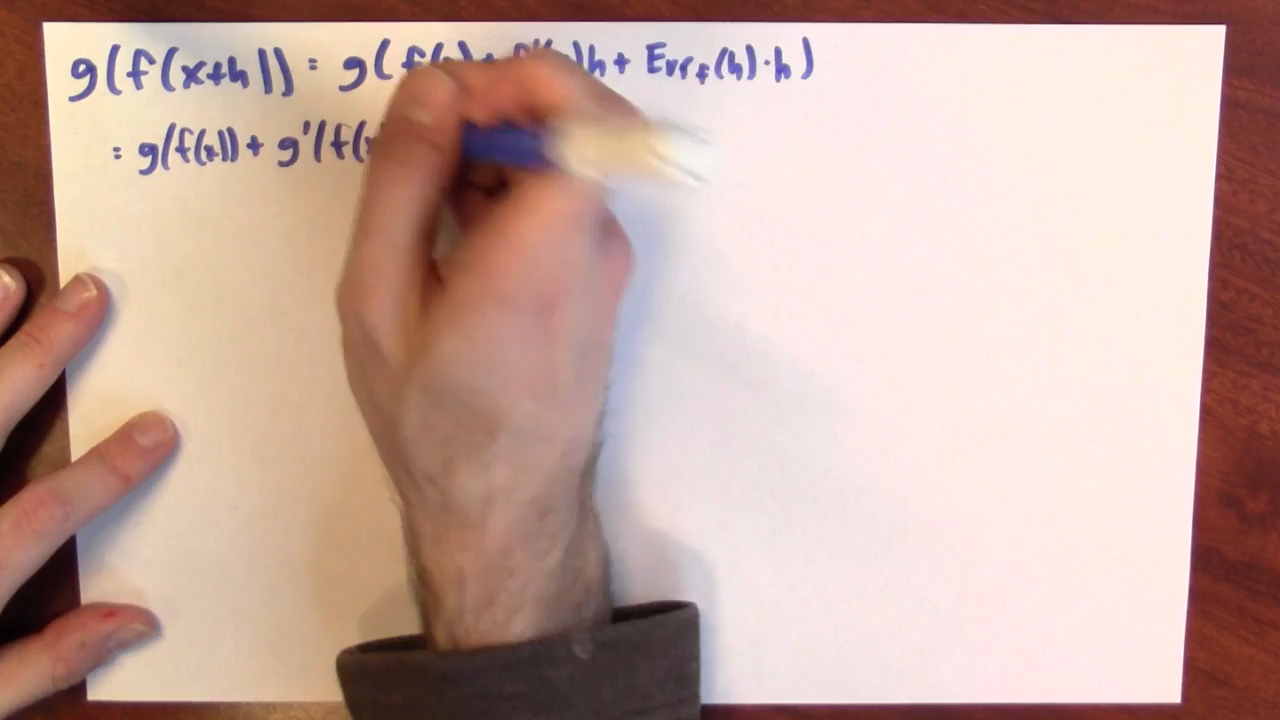 g(f(x+h)) = g(f(x)+ f'(x)h + Err_f(h)·h)
= g(f(x)) + g'(f(x